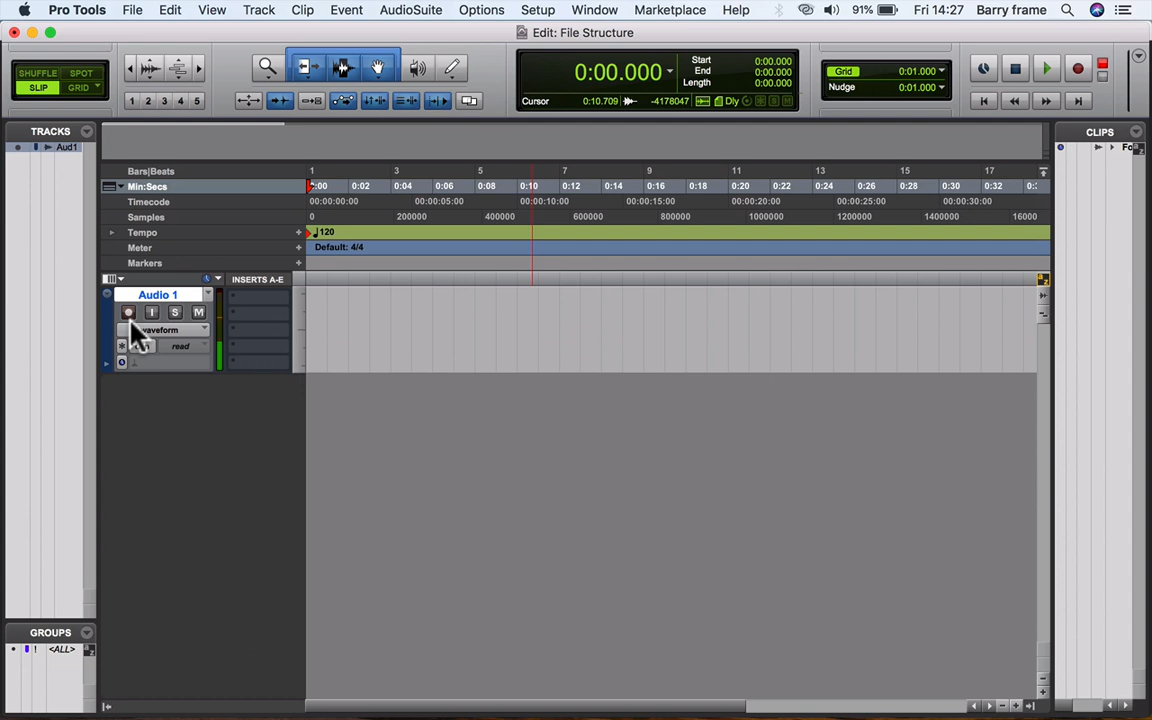 Pro Tools File Edit View Track Clip Event AudioSuite Options Setup Window Marketplace Help 91% Fri 14:27 Barry frame
Edit: File Structure
SHUFFLE SPOT
SLIP GRID
1 2 3 4 5
0:00.000
Start 0:00.000
End 0:00.000
Length 0:00.000
Cursor 0:10.709 -4178047 Dly S M
Grid 0:01.000
Nudge 0:01.000
TRACKS
Aud1
CLIPS
Bars|Beats 1 3 5 7 9 11 13 15 17
Min:Secs 0:00 0:02 0:04 0:06 0:08 0:10 0:12 0:14 0:16 0:18 0:20 0:22 0:24 0:26 0:28 0:30 0:32
Timecode 00:00:00:00 00:00:05:00 00:00:10:00 00:00:15:00 00:00:20:00 00:00:25:00 00:00:30:00
Samples 0 200000 400000 600000 800000 1000000 1200000 1400000 16000
Tempo 120
Meter Default: 4/4
Markers
INSERTS A-E
Audio 1
I S M
waveform
read
GROUPS
! <ALL>